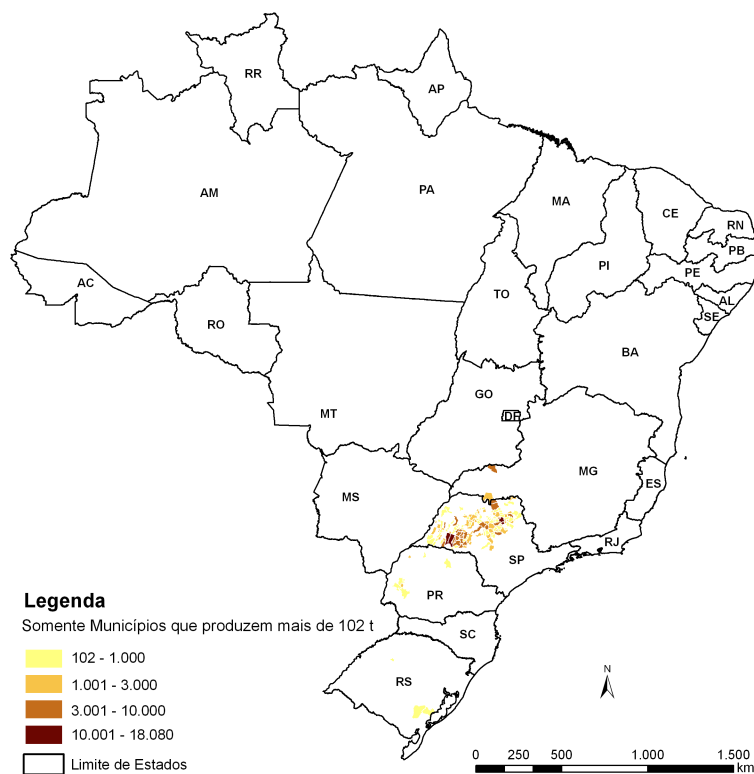 RR
AP
AM
PA
MA
CE
RN
PB
PI
PE
AL
SE
AC
TO
RO
BA
GO
DF
MT
MG
ES
MS
RJ
SP
PR
SC
RS
Legenda
Somente Municípios que produzem mais de 102 t
102 - 1.000
1.001 - 3.000
3.001 - 10.000
10.001 - 18.080
Limite de Estados
N
0 250 500 1.000 1.500
km